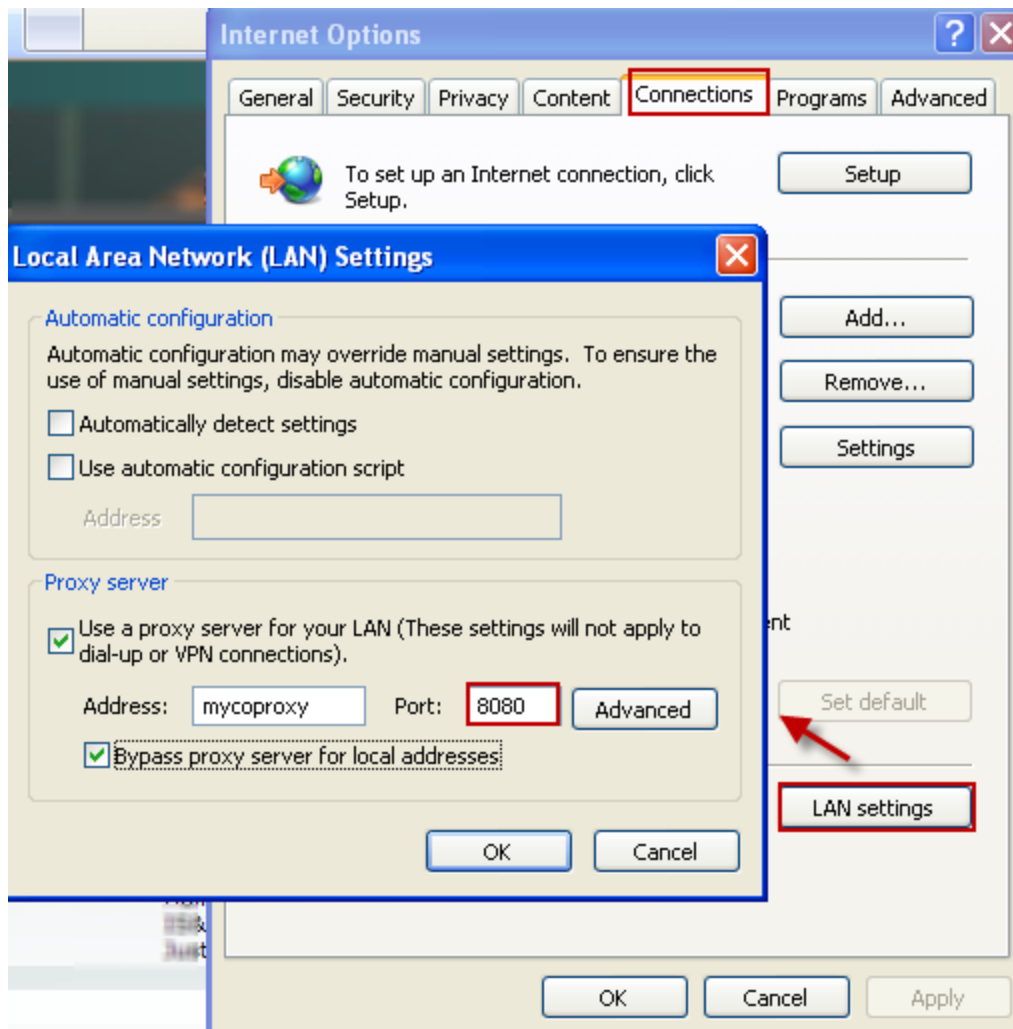 Internet Options
General Security Privacy Content Connections Programs Advanced
To set up an Internet connection, click
Setup.
Setup
Local Area Network (LAN) Settings
Automatic configuration
Automatic configuration may override manual settings. To ensure the
use of manual settings, disable automatic configuration.
Automatically detect settings
Use automatic configuration script
Address
Proxy server
Use a proxy server for your LAN (These settings will not apply to
dial-up or VPN connections).
Address: mycoproxy Port: 8080 Advanced
Bypass proxy server for local addresses
OK Cancel
Add...
Remove...
Settings
Set default
LAN settings
OK Cancel Apply